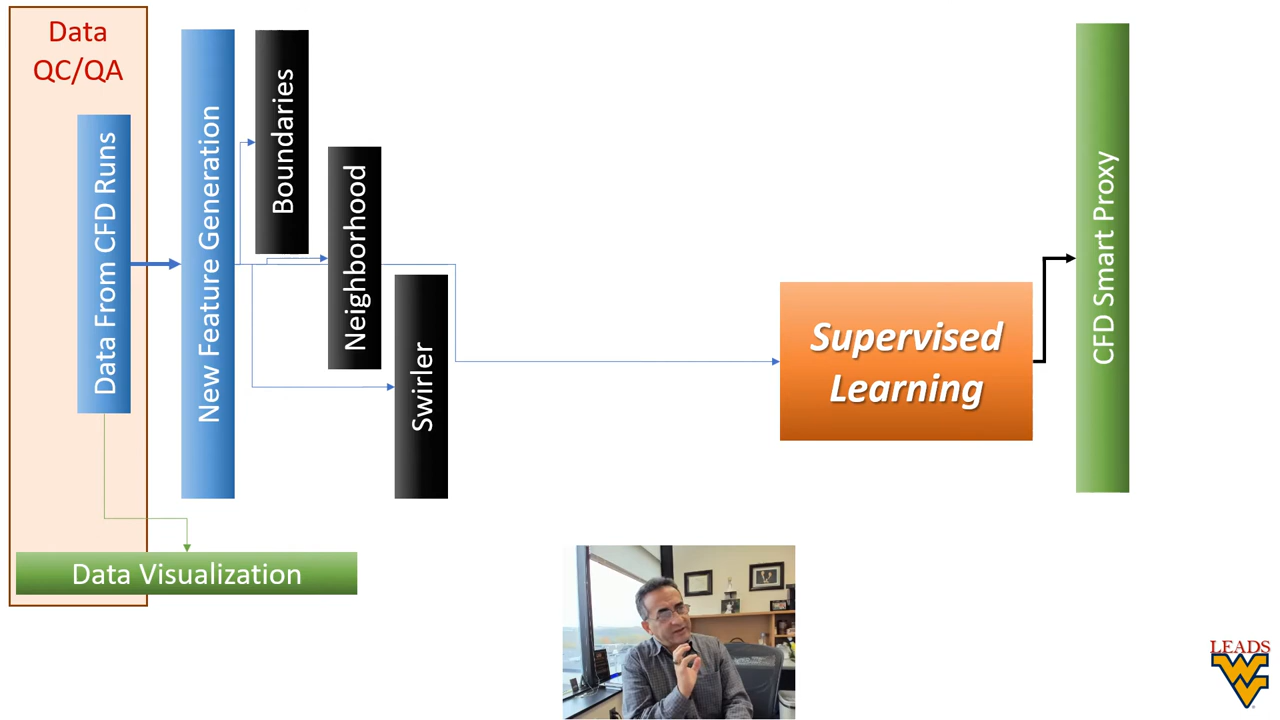 Data
QC/QA
Data From CFD Runs
New Feature Generation
Boundaries
Neighborhood
Swirler
Supervised
Learning
CFD Smart Proxy
Data Visualization
LEADS
WV